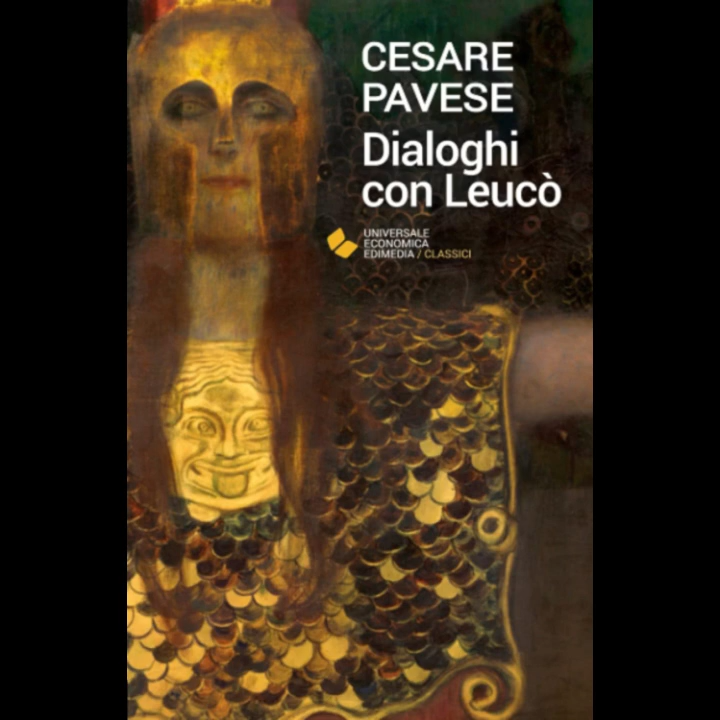 CESARE
PAVESE
Dialoghi
con Leucò
UNIVERSALE
ECONOMICA
EDIMEDIA / CLASSICI